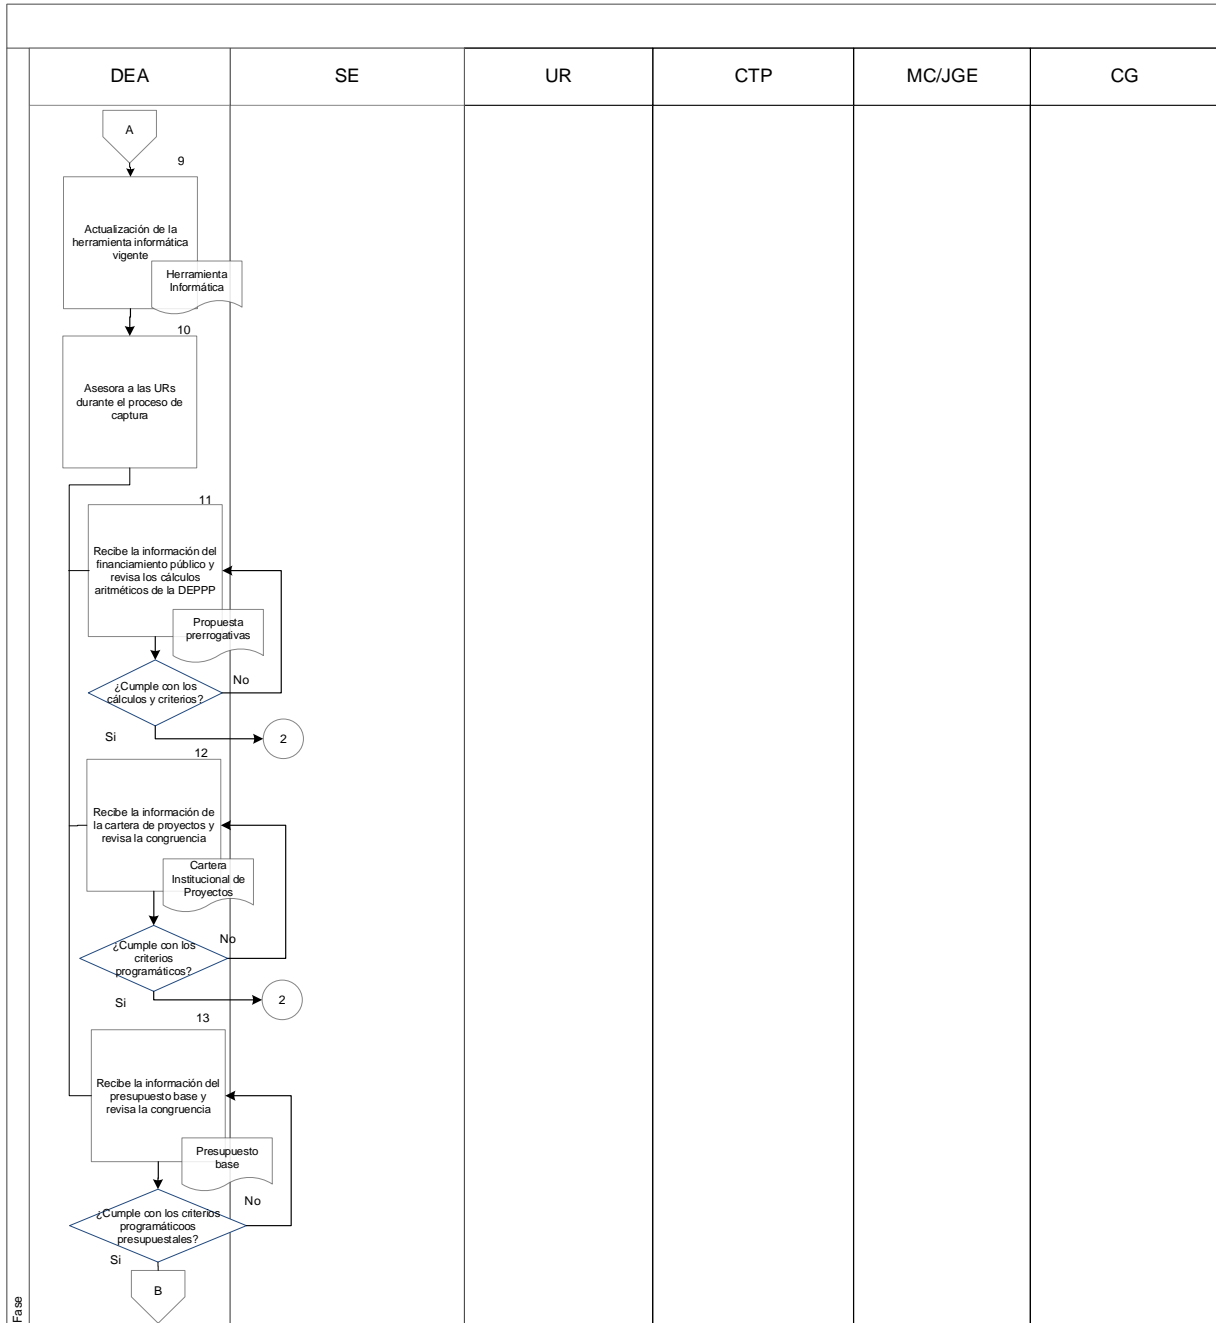 DEA
SE
UR
CTP
MC/JGE
CG
A
9
Actualización de la
herramienta informática
vigente
Herramienta
Informática
10
Asesora a las URs
durante el proceso de
captura
11
Recibe la información del
financiamiento público y
revisa los cálculos
aritméticos de la DEPPP
Propuesta
prerrogativas
¿Cumple con los
cálculos y criterios?
No
Si
2
12
Recibe la información de
la cartera de proyectos y
revisa la congruencia
Cartera
Institucional de
Proyectos
¿Cumple con los
criterios
programáticos?
No
Si
2
13
Recibe la información del
presupuesto base y
revisa la congruencia
Presupuesto
base
¿Cumple con los criterios
programáticoos
presupuestales?
No
Si
B
Fase